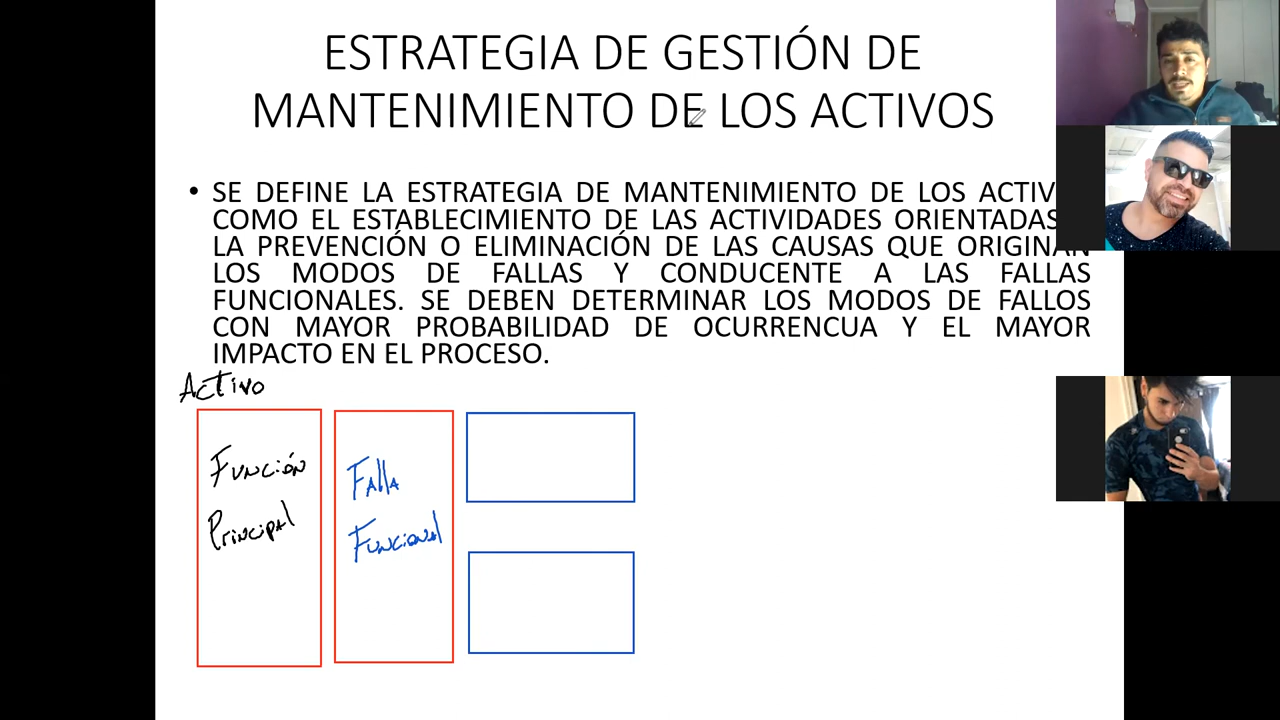 ESTRATEGIA DE GESTIÓN DE
MANTENIMIENTO DE LOS ACTIVOS
• SE DEFINE LA ESTRATEGIA DE MANTENIMIENTO DE LOS ACTIV
COMO EL ESTABLECIMIENTO DE LAS ACTIVIDADES ORIENTADAS
LA PREVENCIÓN O ELIMINACIÓN DE LAS CAUSAS QUE ORIGINAN
LOS MODOS DE FALLAS Y CONDUCENTE A LAS FALLAS
FUNCIONALES. SE DEBEN DETERMINAR LOS MODOS DE FALLOS
CON MAYOR PROBABILIDAD DE OCURRENCUA Y EL MAYOR
IMPACTO EN EL PROCESO.
Activo
Función
Principal
Falla
Funcional